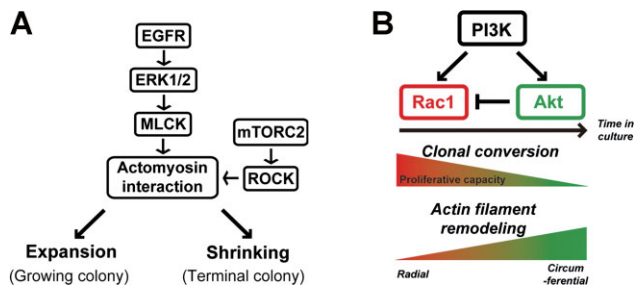 A
EGFR
ERK1/2
MLCK
mTORC2
Actomyosin
interaction
ROCK
Expansion
(Growing colony)
Shrinking
(Terminal colony)
B
PI3K
Rac1
Akt
Time in
culture
Clonal conversion
Proliferative capacity
Actin filament
remodeling
Radial
Circum
-ferential